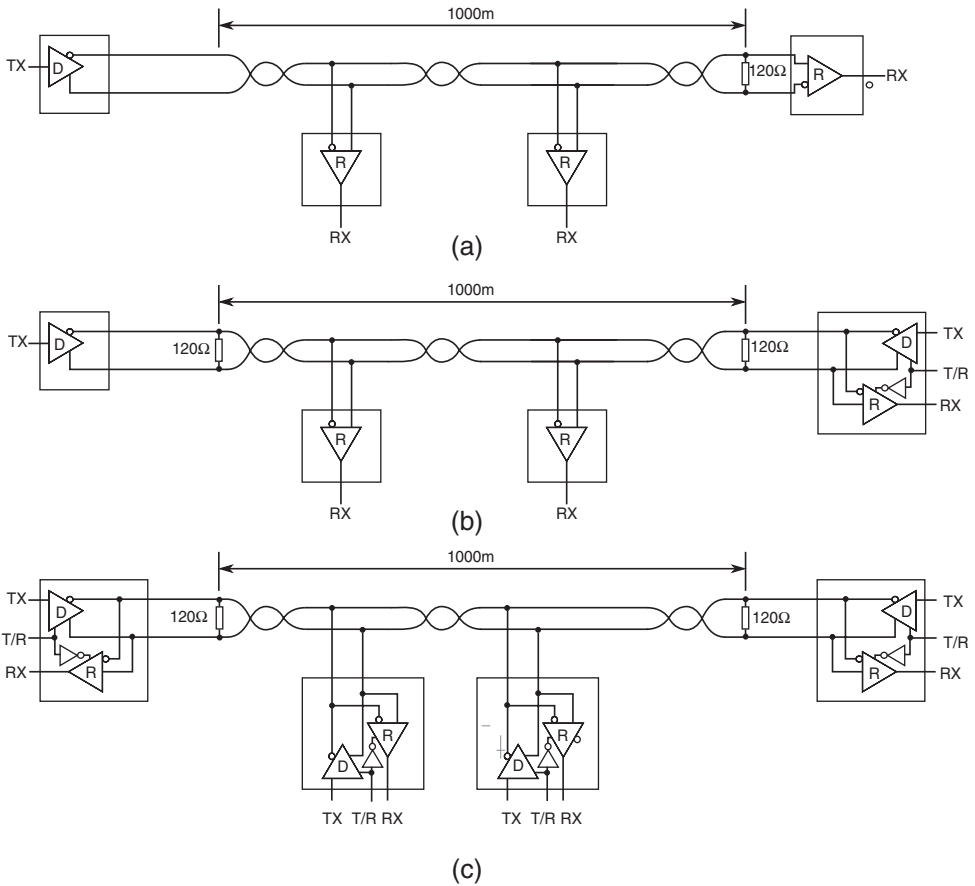 1000m
TX D 120Ω R RX
R R
RX RX
(a)
1000m
TX D 120Ω 120Ω D TX
T/R
R R R RX
RX RX
(b)
1000m
TX D 120Ω 120Ω D TX
T/R T/R
RX R R RX
R R
D D
TX T/R RX TX T/R RX
(c)